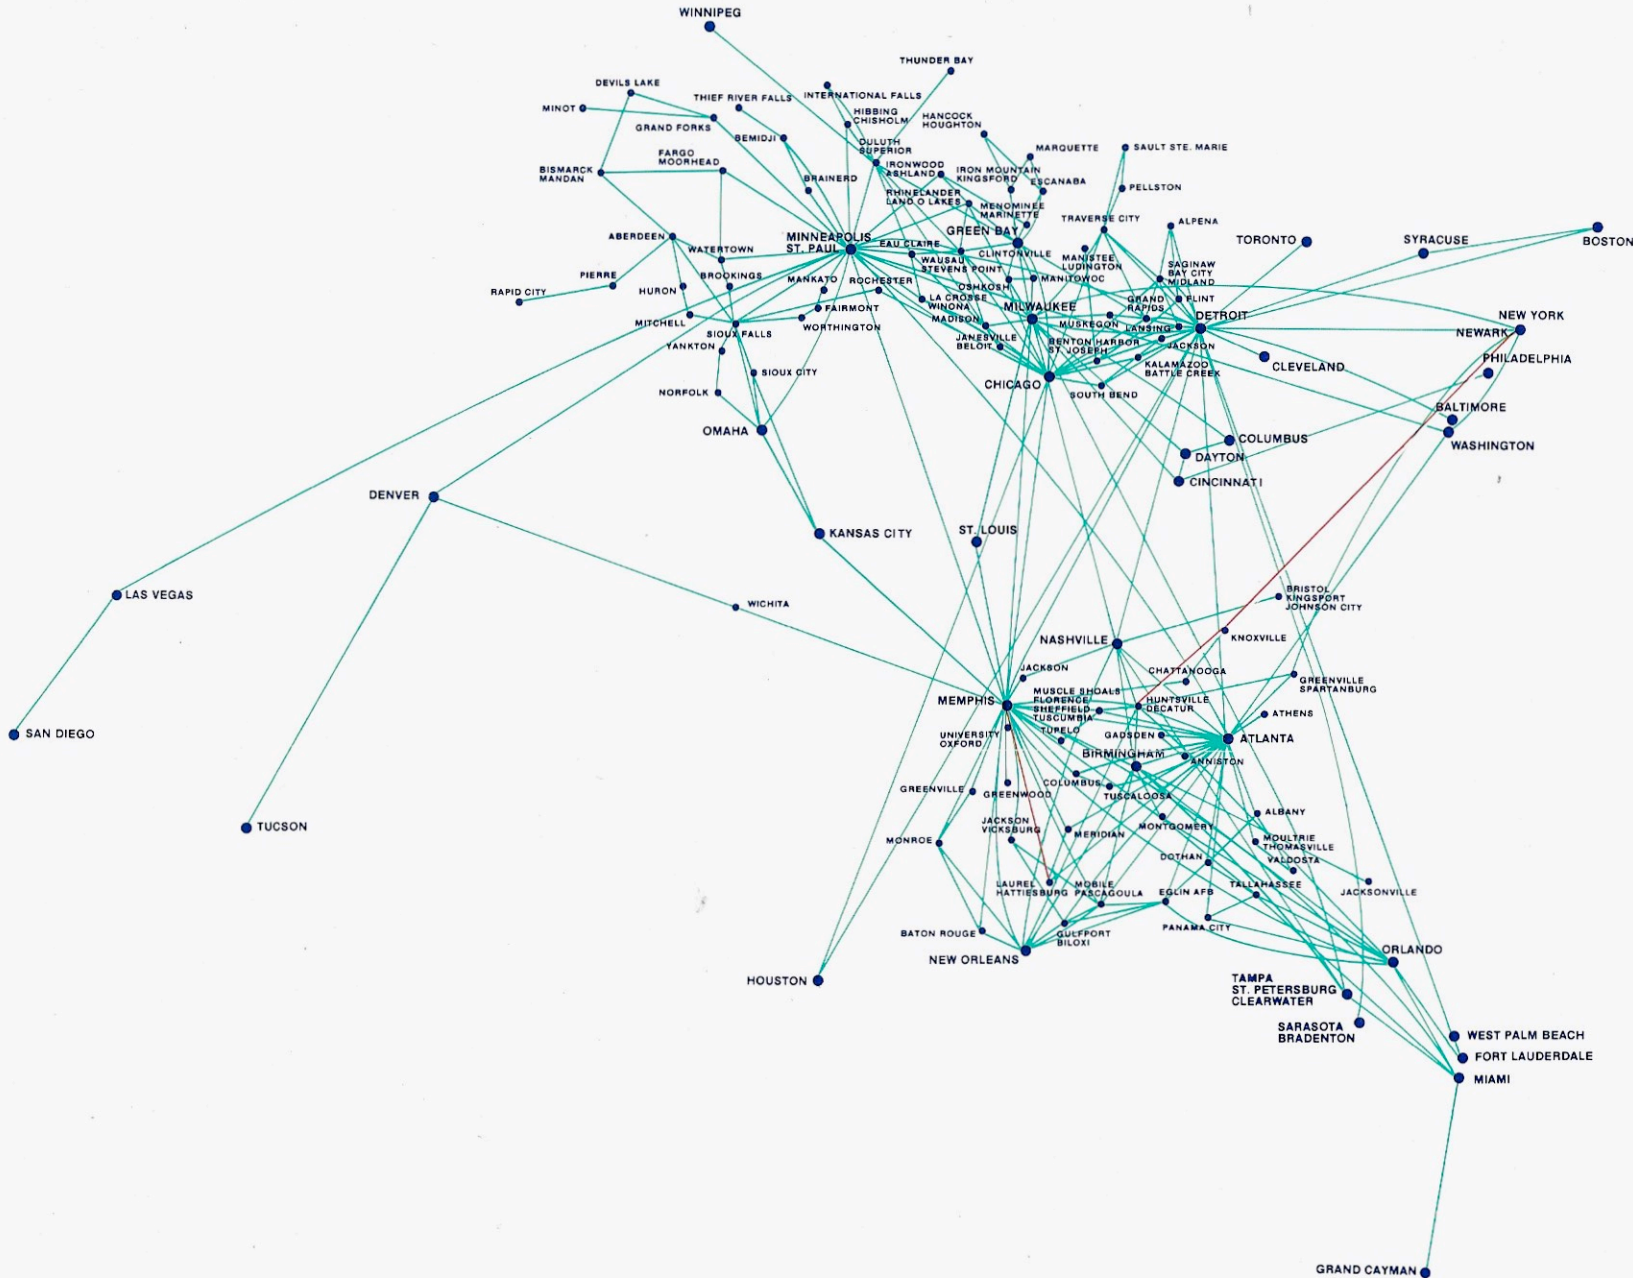 WINNIPEG
THUNDER BAY
DEVILS LAKE
INTERNATIONAL FALLS
THIEF RIVER FALLS
MINOT
HIBBING
CHISHOLM
HANCOCK
HOUGHTON
GRAND FORKS
BEMIDJI
DULUTH
SUPERIOR
MARQUETTE
SAULT STE. MARIE
FARGO
MOORHEAD
BISMARCK
MANDAN
IRONWOOD
ASHLAND
IRON MOUNTAIN
KINGSFORD
ESCANABA
BRAINERD
PELLSTON
RHINELANDER
LAND O LAKES
MENOMINEE
MARINETTE
TRAVERSE CITY
ALPENA
ABERDEEN
WATERTOWN
MINNEAPOLIS
ST. PAUL
EAU CLAIRE
GREEN BAY
CLINTONVILLE
TORONTO
SYRACUSE
BOSTON
WAUSAU
STEVENS POINT
MANISTEE
LUDINGTON
SAGINAW
BAY CITY
MIDLAND
PIERRE
BROOKINGS
MANKATO
ROCHESTER
OSHKOSH
MANITOWOC
RAPID CITY
HURON
LA CROSSE
WINONA
MILWAUKEE
GRAND
RAPIDS
FLINT
FAIRMONT
MITCHELL
SIOUX FALLS
WORTHINGTON
MADISON
MUSKEGON
LANSING
DETROIT
NEW YORK
NEWARK
YANKTON
JANESVILLE
BELOIT
BENTON HARBOR
ST. JOSEPH
JACKSON
PHILADELPHIA
SIOUX CITY
KALAMAZOO
BATTLE CREEK
CLEVELAND
NORFOLK
CHICAGO
SOUTH BEND
BALTIMORE
OMAHA
COLUMBUS
WASHINGTON
DAYTON
CINCINNATI
DENVER
KANSAS CITY
ST. LOUIS
LAS VEGAS
WICHITA
BRISTOL
KINGSPORT
JOHNSON CITY
NASHVILLE
KNOXVILLE
JACKSON
CHATTANOOGA
GREENVILLE
SPARTANBURG
MEMPHIS
MUSCLE SHOALS
FLORENCE
SHEFFIELD
TUSCUMBIA
HUNTSVILLE
DECATUR
ATHENS
SAN DIEGO
UNIVERSITY
OXFORD
TUPELO
GADSDEN
ATLANTA
BIRMINGHAM
ANNISTON
GREENVILLE
GREENWOOD
COLUMBUS
TUSCALOOSA
ALBANY
TUCSON
JACKSON
VICKSBURG
MERIDIAN
MONTGOMERY
MONROE
MOULTRIE
THOMASVILLE
DOTHAN
VALDOSTA
LAUREL
HATTIESBURG
MOBILE
PASCAGOULA
EGLIN AFB
TALLAHASSEE
JACKSONVILLE
BATON ROUGE
GULFPORT
BILOXI
PANAMA CITY
NEW ORLEANS
ORLANDO
HOUSTON
TAMPA
ST. PETERSBURG
CLEARWATER
SARASOTA
BRADENTON
WEST PALM BEACH
FORT LAUDERDALE
MIAMI
GRAND CAYMAN